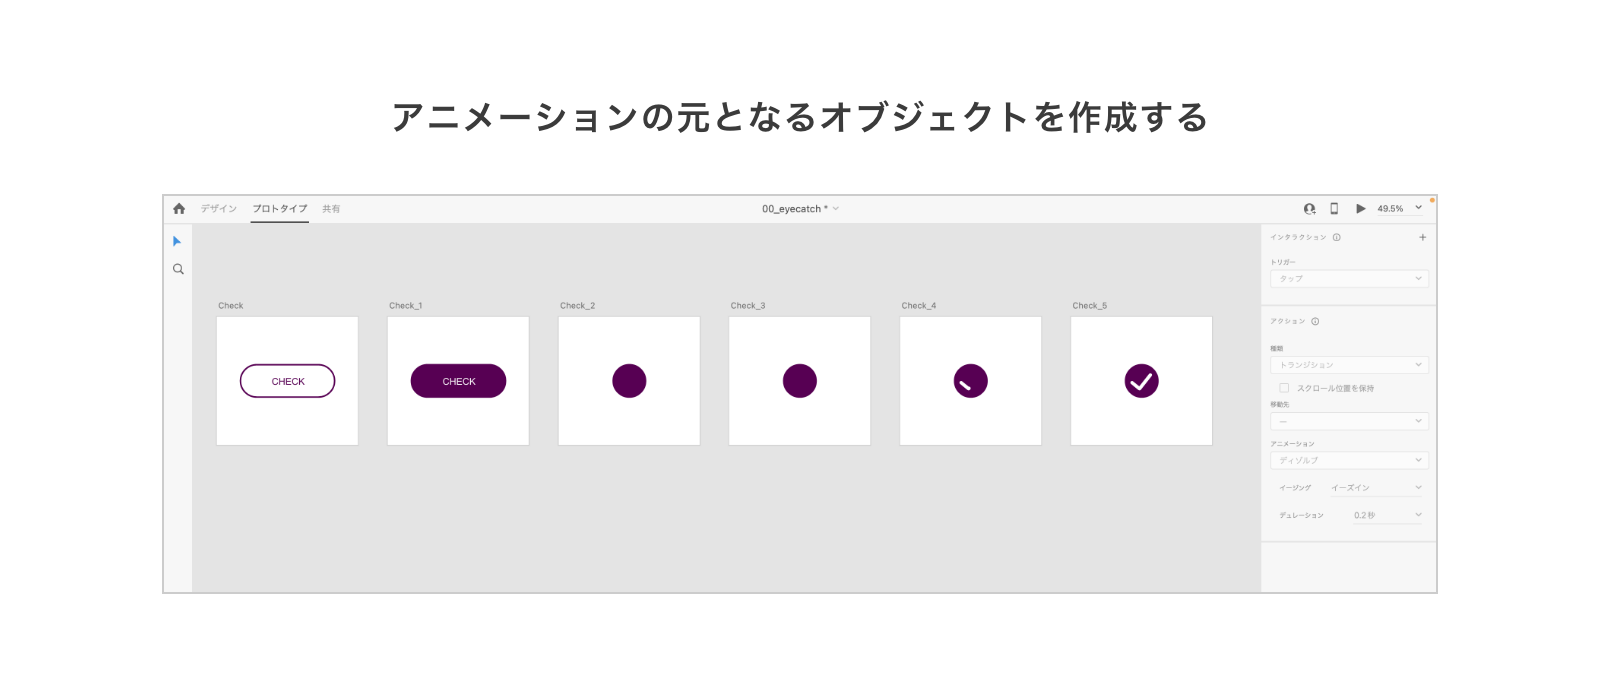 アニメーションの元となるオブジェクトを作成する
デザイン プロトタイプ 共有 00_eyecatch * 49.5%
インタラクション
トリガー
タップ
Check Check_1 Check_2 Check_3 Check_4 Check_5
CHECK CHECK
アクション
種類
トランジション
スクロール位置を保持
移動先
—
アニメーション
ディゾルブ
イージング イーズイン
デュレーション 0.2 秒